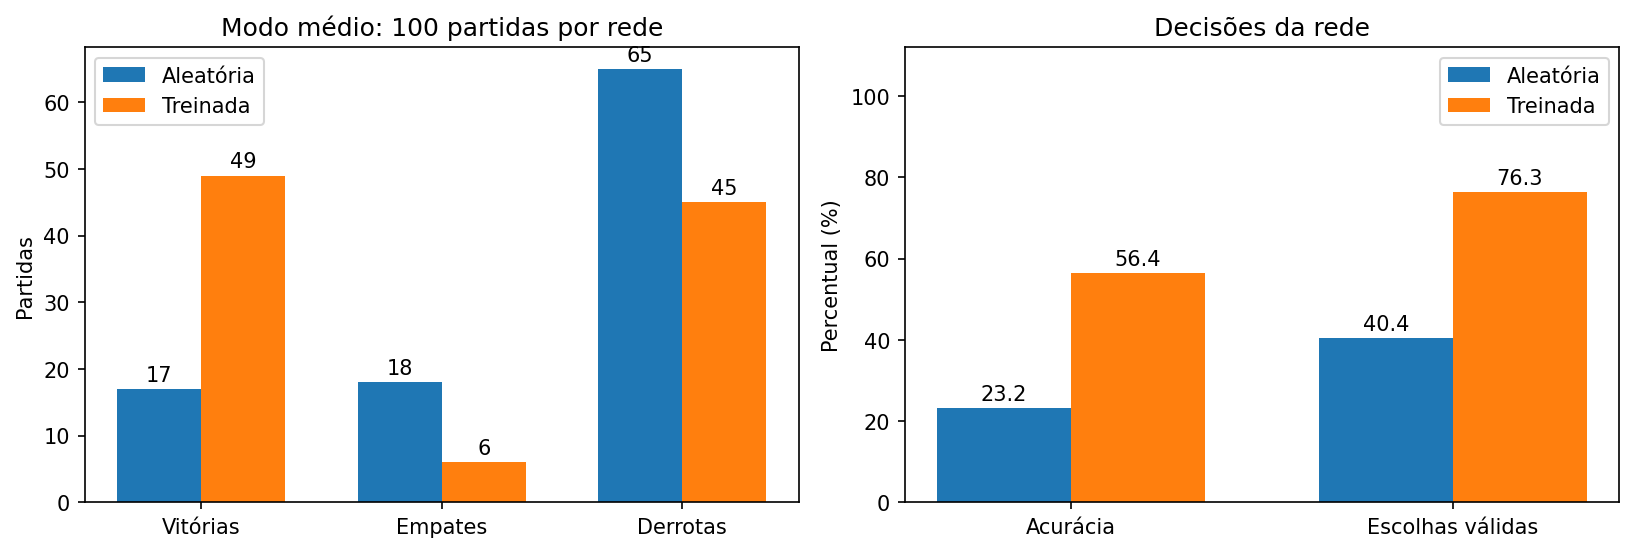 Modo médio: 100 partidas por rede
Aleatória
Treinada
Partidas
60
50
40
30
20
10
0
17
49
18
6
65
45
Vitórias
Empates
Derrotas
Decisões da rede
Aleatória
Treinada
Percentual (%)
100
80
60
40
20
0
23.2
56.4
40.4
76.3
Acurácia
Escolhas válidas